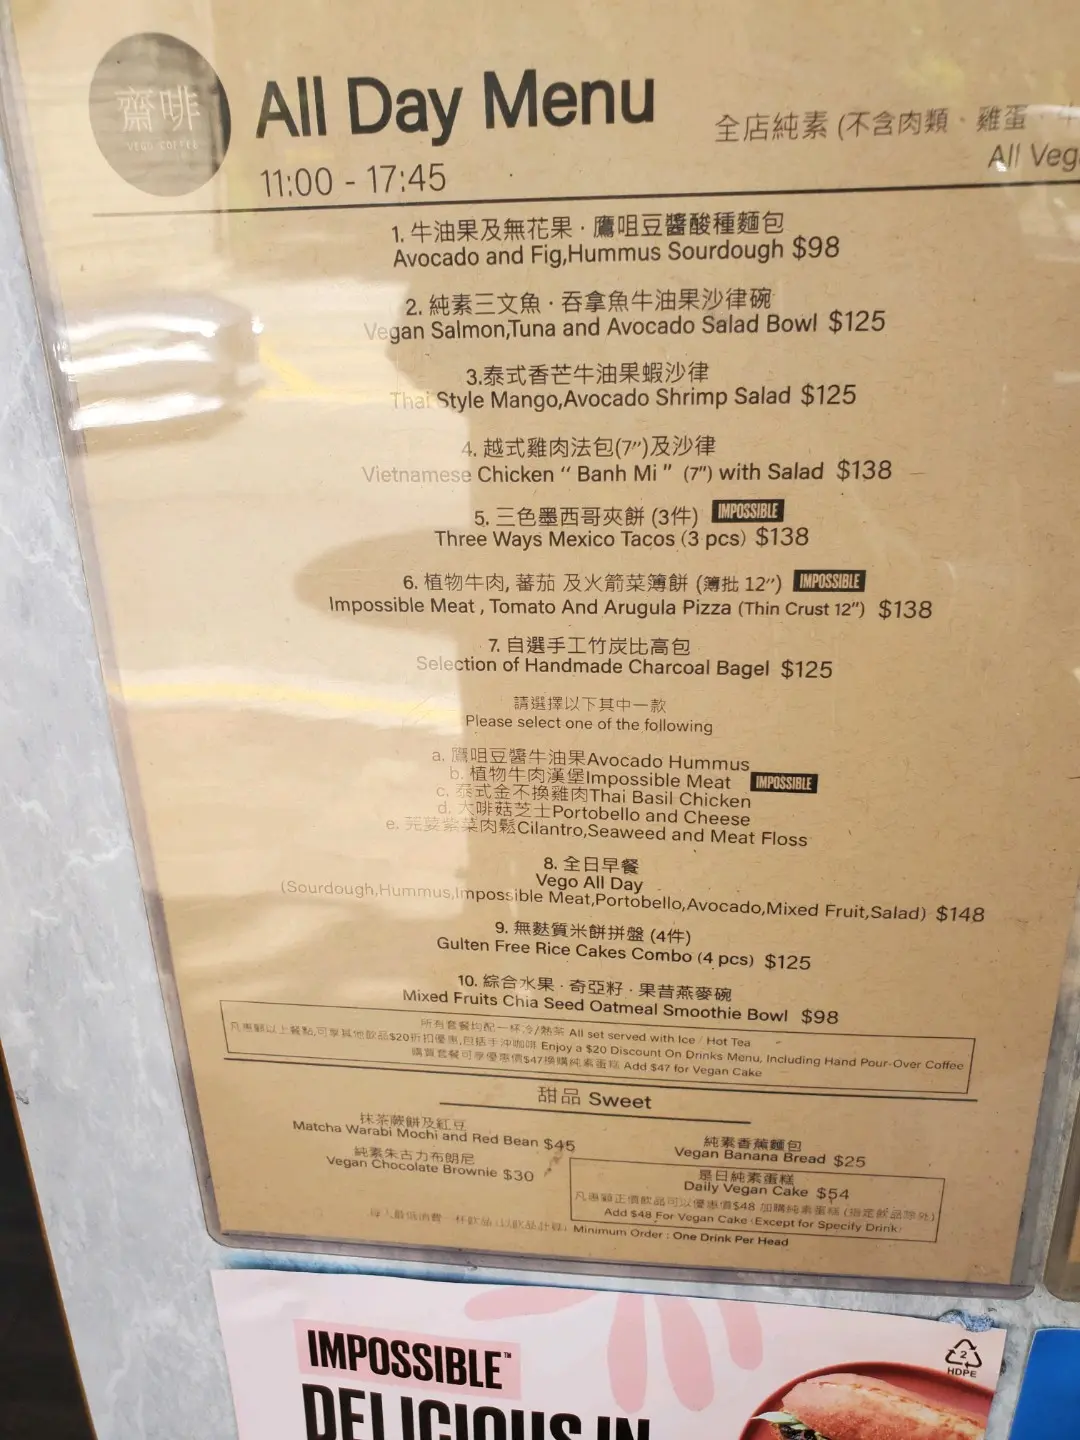 齋啡
VEGO COFFEE
All Day Menu
11:00 - 17:45
全店純素 (不含肉類、雞蛋、牛
All Veg
1. 牛油果及無花果 · 鷹咀豆醬酸種麵包
Avocado and Fig,Hummus Sourdough $98
2. 純素三文魚 · 吞拿魚牛油果沙律碗
Vegan Salmon,Tuna and Avocado Salad Bowl $125
3.泰式香芒牛油果蝦沙律
Thai Style Mango,Avocado Shrimp Salad $125
4. 越式雞肉法包(7")及沙律
Vietnamese Chicken “ Banh Mi ” (7") with Salad $138
5. 三色墨西哥夾餅 (3件) IMPOSSIBLE
Three Ways Mexico Tacos (3 pcs) $138
6. 植物牛肉, 蕃茄 及火箭菜簿餅 (簿批 12") IMPOSSIBLE
Impossible Meat , Tomato And Arugula Pizza (Thin Crust 12") $138
7. 自選手工竹炭比高包
Selection of Handmade Charcoal Bagel $125
請選擇以下其中一款
Please select one of the following
a. 鷹咀豆醬牛油果Avocado Hummus
b. 植物牛肉漢堡Impossible Meat IMPOSSIBLE
c. 泰式金不換雞肉Thai Basil Chicken
d. 大啡菇芝士Portobello and Cheese
e. 芫荽紫菜肉鬆Cilantro,Seaweed and Meat Floss
8. 全日早餐
Vego All Day
(Sourdough,Hummus,Impossible Meat,Portobello,Avocado,Mixed Fruit,Salad) $148
9. 無麩質米餅拼盤 (4件)
Gulten Free Rice Cakes Combo (4 pcs) $125
10. 綜合水果 · 奇亞籽 · 果昔燕麥碗
Mixed Fruits Chia Seed Oatmeal Smoothie Bowl $98
所有套餐均配一杯冷/熱茶 All set served with Ice / Hot Tea
凡惠顧以上餐點,可享其他飲品$20折扣優惠,包括手沖咖啡 Enjoy a $20 Discount On Drinks Menu, Including Hand Pour-Over Coffee
購買套餐可享優惠價$47換購純素蛋糕 Add $47 for Vegan Cake
甜品 Sweet
抹茶蕨餅及紅豆
Matcha Warabi Mochi and Red Bean $45
純素朱古力布朗尼
Vegan Chocolate Brownie $30
純素香蕉麵包
Vegan Banana Bread $25
是日純素蛋糕
Daily Vegan Cake $54
凡惠顧正價飲品可以優惠價$48 加購純素蛋糕 (指定飲品除外)
Add $48 For Vegan Cake (Except for Specify Drink)
每人最低消費一杯飲品 (以飲品計算) Minimum Order : One Drink Per Head
IMPOSSIBLE™
DELICIOUS IN
2
HDPE